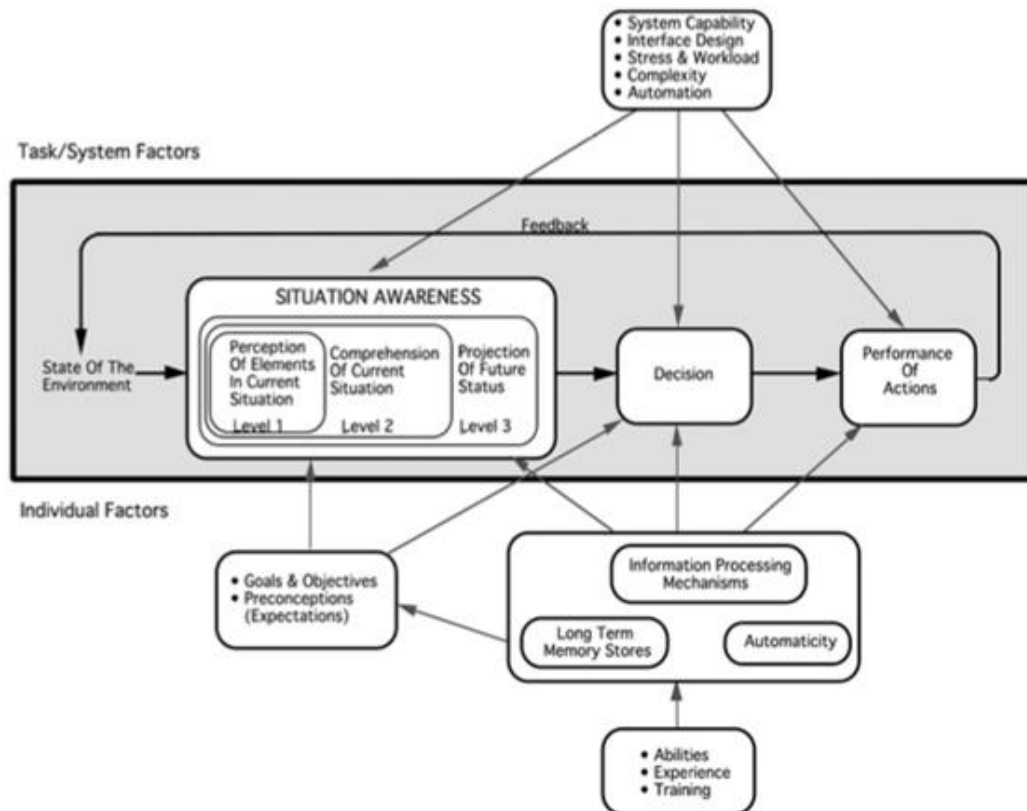 • System Capability
• Interface Design
• Stress & Workload
• Complexity
• Automation
Task/System Factors
Feedback
SITUATION AWARENESS
Perception
Of Elements
In Current
Situation
Level 1
Comprehension
Of Current
Situation
Level 2
Projection
Of Future
Status
Level 3
State Of The
Environment
Decision
Performance
Of
Actions
Individual Factors
• Goals & Objectives
• Preconceptions
(Expectations)
Information Processing
Mechanisms
Long Term
Memory Stores
Automaticity
• Abilities
• Experience
• Training